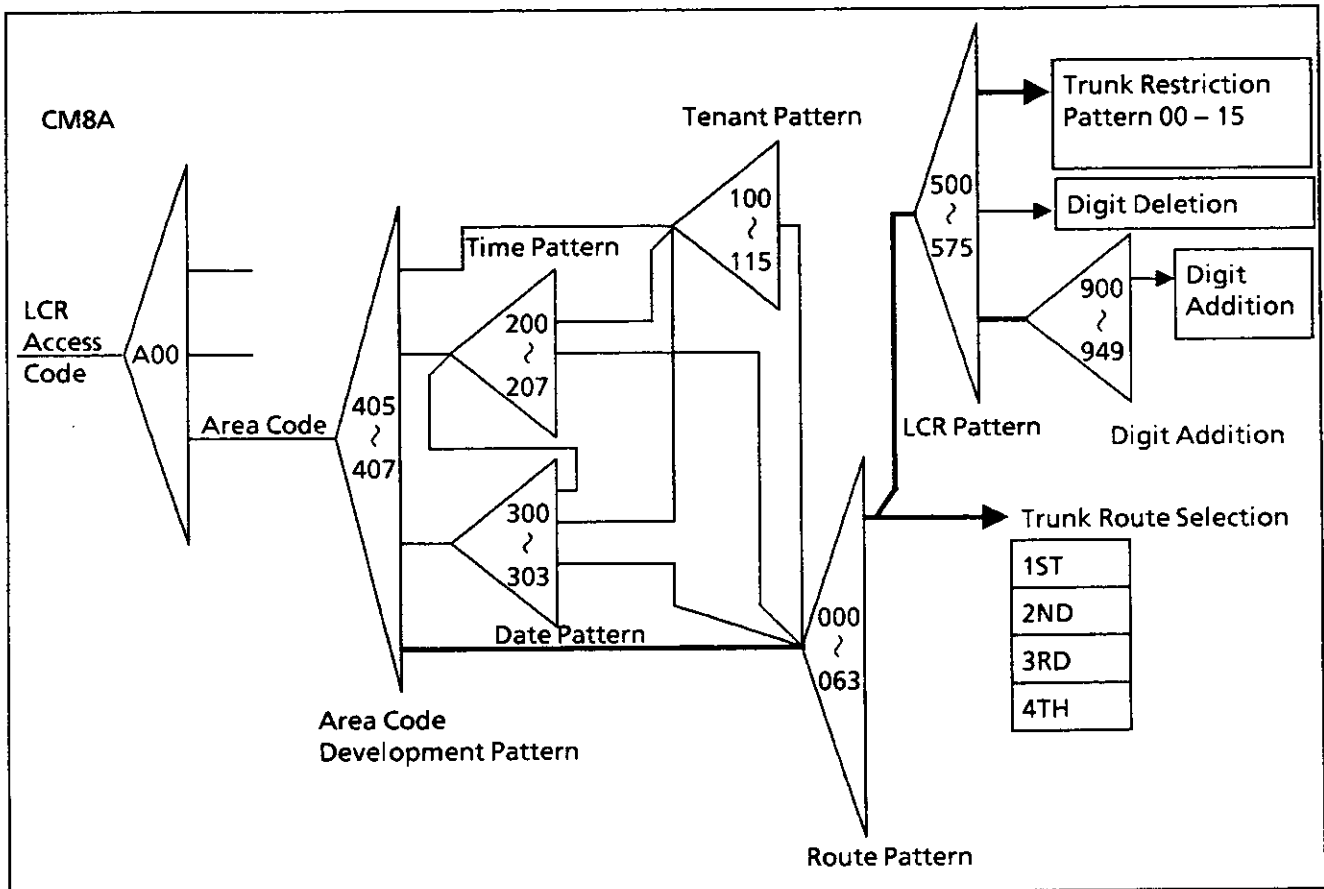 CM8A
LCR
Access
Code
A00
Area Code
405
~
407
Area Code
Development Pattern
Time Pattern
200
~
207
300
~
303
Date Pattern
Tenant Pattern
100
~
115
000
~
063
Route Pattern
500
~
575
LCR Pattern
Trunk Restriction
Pattern 00 – 15
Digit Deletion
900
~
949
Digit
Addition
Digit Addition
Trunk Route Selection
1ST
2ND
3RD
4TH